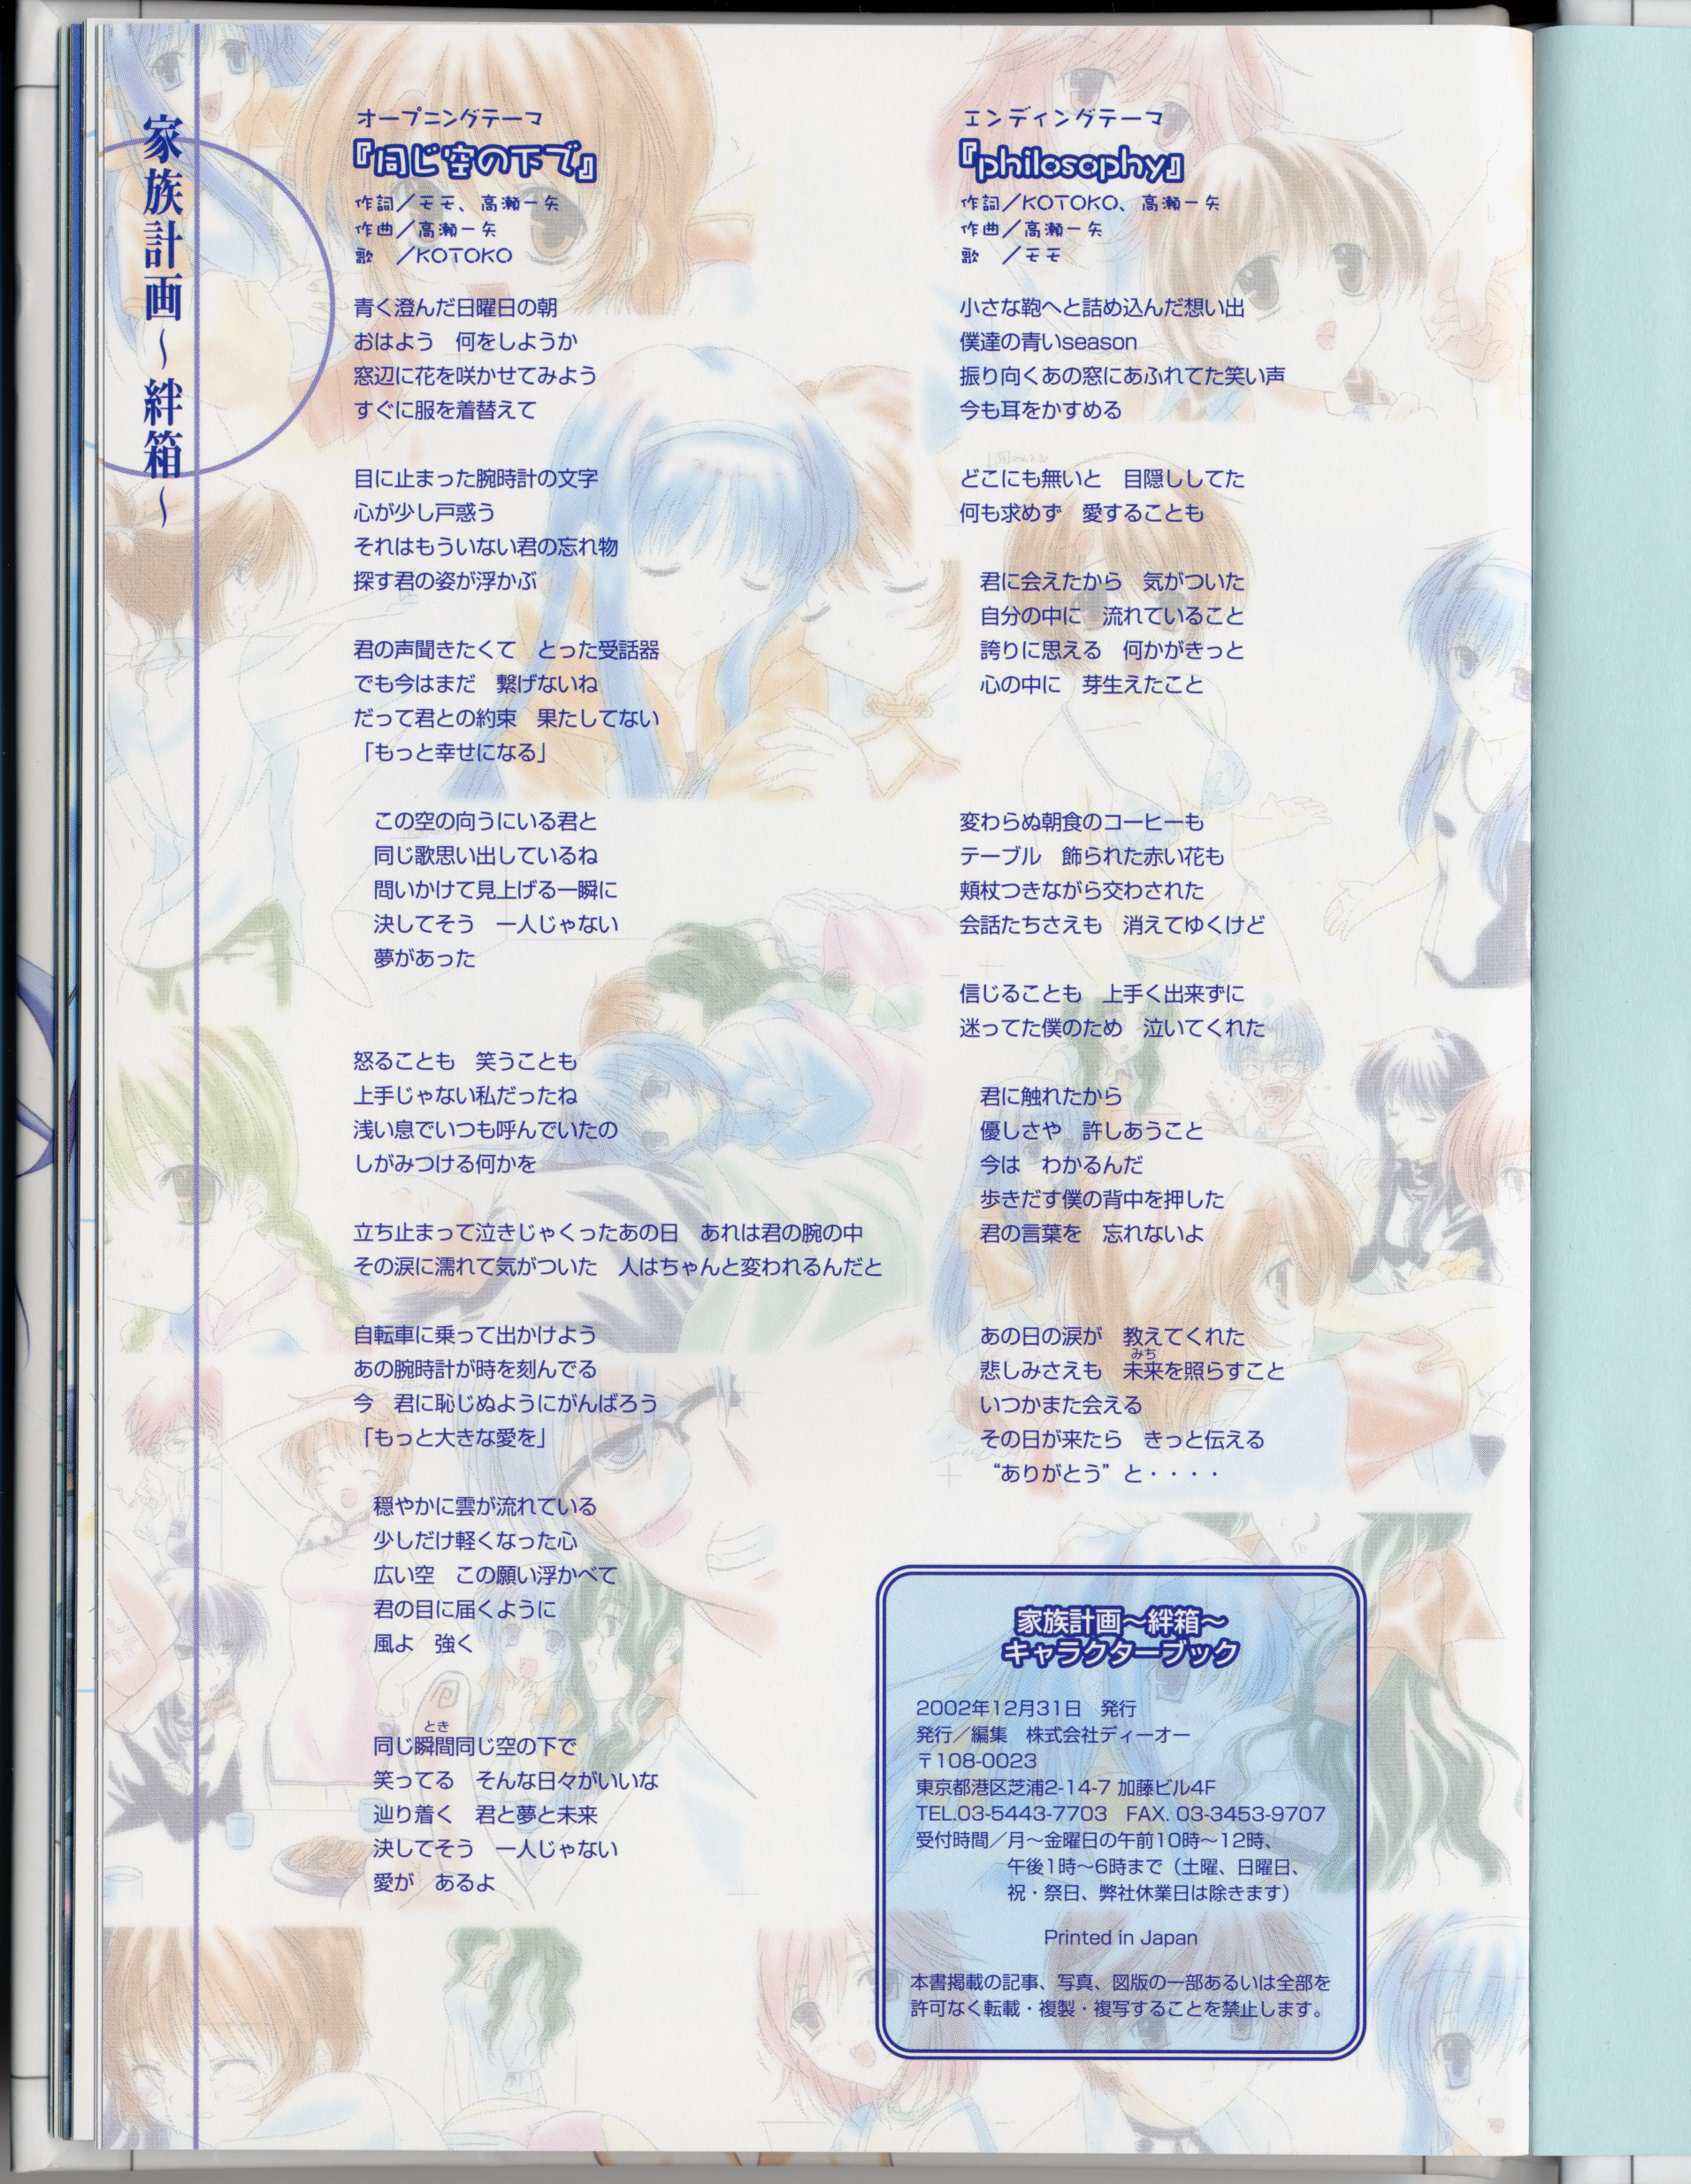 家族計画～絆箱～
オープニングテーマ
『同じ空の下で』
作詞／モモ、高瀬一矢
作曲／高瀬一矢
歌　／KOTOKO
青く澄んだ日曜日の朝
おはよう　何をしようか
窓辺に花を咲かせてみよう
すぐに服を着替えて
目に止まった腕時計の文字
心が少し戸惑う
それはもういない君の忘れ物
探す君の姿が浮かぶ
君の声聞きたくて　とった受話器
でも今はまだ　繋げないね
だって君との約束　果たしてない
「もっと幸せになる」
この空の向うにいる君と
同じ歌思い出しているね
問いかけて見上げる一瞬に
決してそう　一人じゃない
夢があった
怒ることも　笑うことも
上手じゃない私だったね
浅い息でいつも呼んでいたの
しがみつける何かを
立ち止まって泣きじゃくったあの日　あれは君の腕の中
その涙に濡れて気がついた　人はちゃんと変われるんだと
自転車に乗って出かけよう
あの腕時計が時を刻んでる
今　君に恥じぬようにがんばろう
「もっと大きな愛を」
穏やかに雲が流れている
少しだけ軽くなった心
広い空　この願い浮かべて
君の目に届くように
風よ　強く
とき
同じ瞬間同じ空の下で
笑ってる　そんな日々がいいな
辿り着く　君と夢と未来
決してそう　一人じゃない
愛が　あるよ
エンディングテーマ
『philosophy』
作詞／KOTOKO、高瀬一矢
作曲／高瀬一矢
歌　／モモ
小さな鞄へと詰め込んだ想い出
僕達の青いseason
振り向くあの窓にあふれてた笑い声
今も耳をかすめる
どこにも無いと　目隠ししてた
何も求めず　愛することも
君に会えたから　気がついた
自分の中に　流れていること
誇りに思える　何かがきっと
心の中に　芽生えたこと
変わらぬ朝食のコーヒーも
テーブル　飾られた赤い花も
頬杖つきながら交わされた
会話たちさえも　消えてゆくけど
信じることも　上手く出来ずに
迷ってた僕のため　泣いてくれた
君に触れたから
優しさや　許しあうこと
今は　わかるんだ
歩きだす僕の背中を押した
君の言葉を　忘れないよ
あの日の涙が　教えてくれた
みち
悲しみさえも　未来を照らすこと
いつかまた会える
その日が来たら　きっと伝える
“ありがとう”と・・・・
家族計画～絆箱～
キャラクターブック
2002年12月31日　発行
発行／編集　株式会社ディーオー
〒108-0023
東京都港区芝浦2-14-7 加藤ビル4F
TEL.03-5443-7703　FAX. 03-3453-9707
受付時間／月～金曜日の午前10時～12時、
午後1時～6時まで（土曜、日曜日、
祝・祭日、弊社休業日は除きます）
Printed in Japan
本書掲載の記事、写真、図版の一部あるいは全部を
許可なく転載・複製・複写することを禁止します。